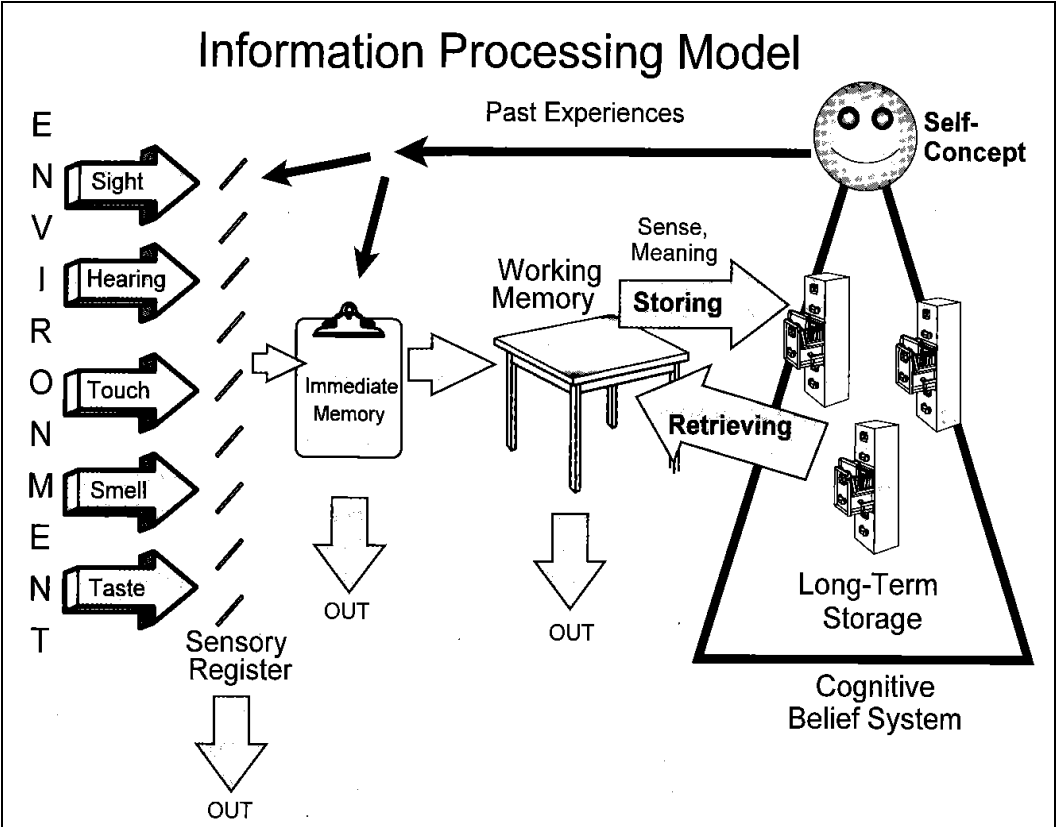 Information Processing Model
ENVIRONMENT
Sight
Hearing
Touch
Smell
Taste
Sensory
Register
OUT
Past Experiences
Immediate
Memory
OUT
Working
Memory
OUT
Sense,
Meaning
Storing
Retrieving
Self-
Concept
Long-Term
Storage
Cognitive
Belief System